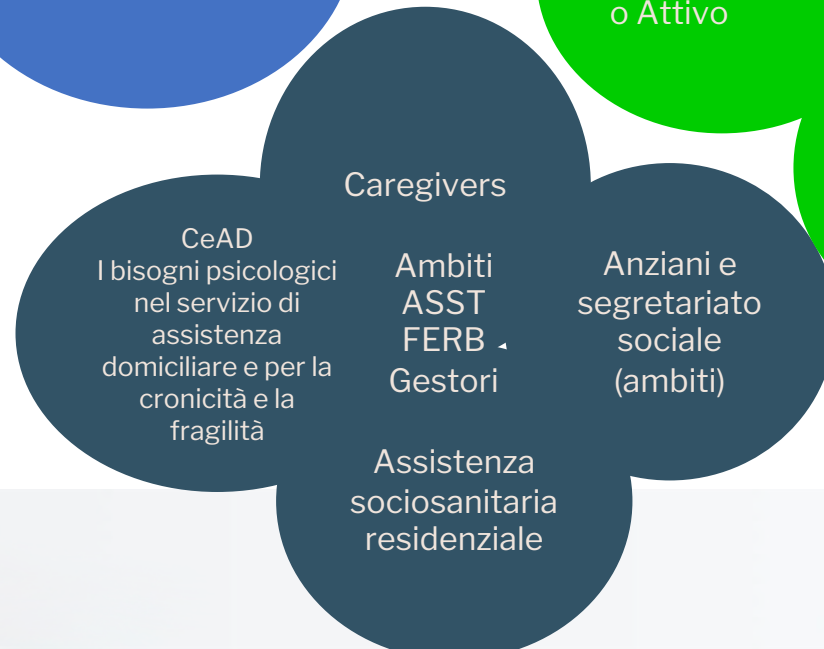 o Attivo
Caregivers
CeAD
I bisogni psicologici
nel servizio di
assistenza
domiciliare e per la
cronicità e la
fragilità
Ambiti
ASST
FERB
Gestori
Anziani e
segretariato
sociale
(ambiti)
Assistenza
sociosanitaria
residenziale